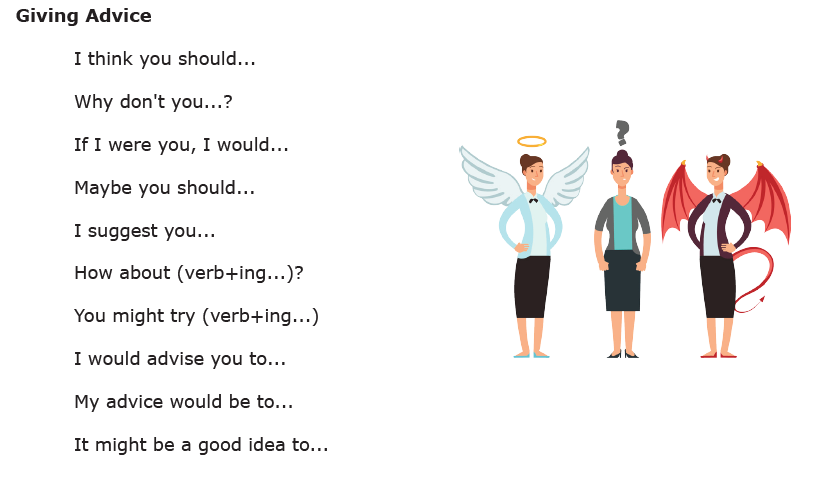 Giving Advice
I think you should...
Why don't you...?
If I were you, I would...
Maybe you should...
I suggest you...
How about (verb+ing...)?
You might try (verb+ing...)
I would advise you to...
My advice would be to...
It might be a good idea to...
?